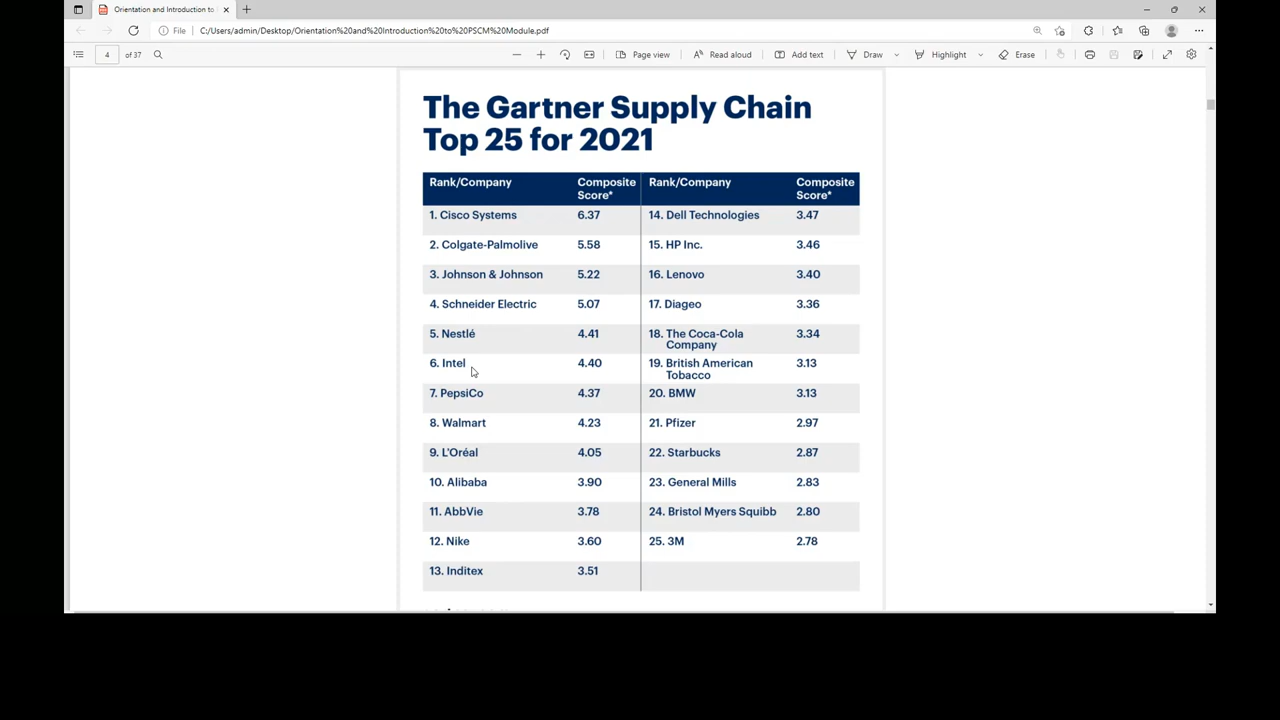 Orientation and Introduction to
File
C:/Users/admin/Desktop/Orientation%20and%20Introduction%20to%20PSCM%20Module.pdf
4 of 37
Page view
Read aloud
Add text
Draw
Highlight
Erase
The Gartner Supply Chain
Top 25 for 2021
Rank/Company Composite Score* Rank/Company Composite Score*
1. Cisco Systems 6.37 14. Dell Technologies 3.47
2. Colgate-Palmolive 5.58 15. HP Inc. 3.46
3. Johnson & Johnson 5.22 16. Lenovo 3.40
4. Schneider Electric 5.07 17. Diageo 3.36
5. Nestlé 4.41 18. The Coca-Cola Company 3.34
6. Intel 4.40 19. British American Tobacco 3.13
7. PepsiCo 4.37 20. BMW 3.13
8. Walmart 4.23 21. Pfizer 2.97
9. L'Oréal 4.05 22. Starbucks 2.87
10. Alibaba 3.90 23. General Mills 2.83
11. AbbVie 3.78 24. Bristol Myers Squibb 2.80
12. Nike 3.60 25. 3M 2.78
13. Inditex 3.51